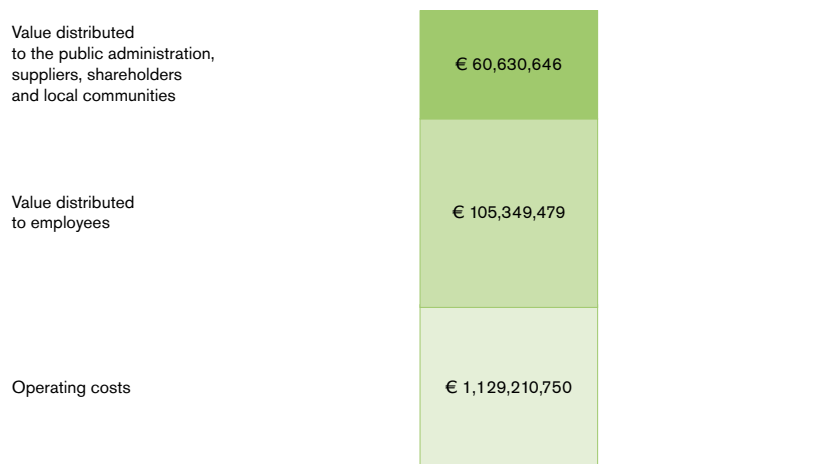 Value distributed
to the public administration,
suppliers, shareholders
and local communities
€ 60,630,646
Value distributed
to employees
€ 105,349,479
Operating costs
€ 1,129,210,750